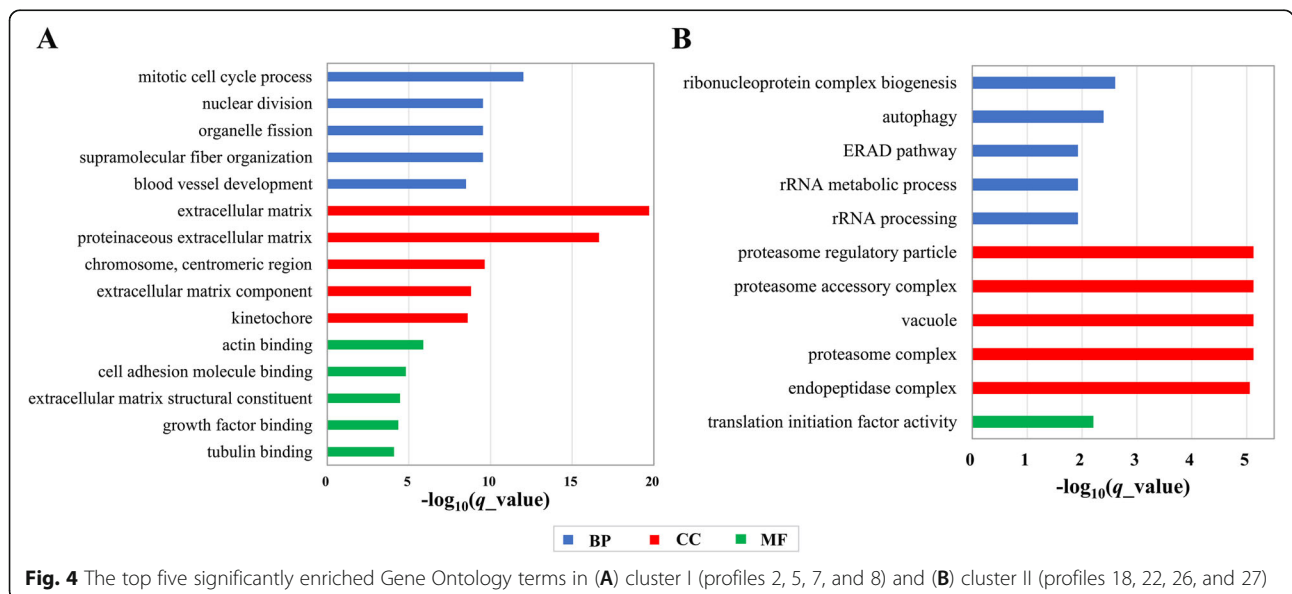 A
mitotic cell cycle process
nuclear division
organelle fission
supramolecular fiber organization
blood vessel development
extracellular matrix
proteinaceous extracellular matrix
chromosome, centromeric region
extracellular matrix component
kinetochore
actin binding
cell adhesion molecule binding
extracellular matrix structural constituent
growth factor binding
tubulin binding
0 5 10 15 20
-log10(q_value)
B
ribonucleoprotein complex biogenesis
autophagy
ERAD pathway
rRNA metabolic process
rRNA processing
proteasome regulatory particle
proteasome accessory complex
vacuole
proteasome complex
endopeptidase complex
translation initiation factor activity
0 1 2 3 4 5
-log10(q_value)
BP CC MF
Fig. 4 The top five significantly enriched Gene Ontology terms in (A) cluster I (profiles 2, 5, 7, and 8) and (B) cluster II (profiles 18, 22, 26, and 27)